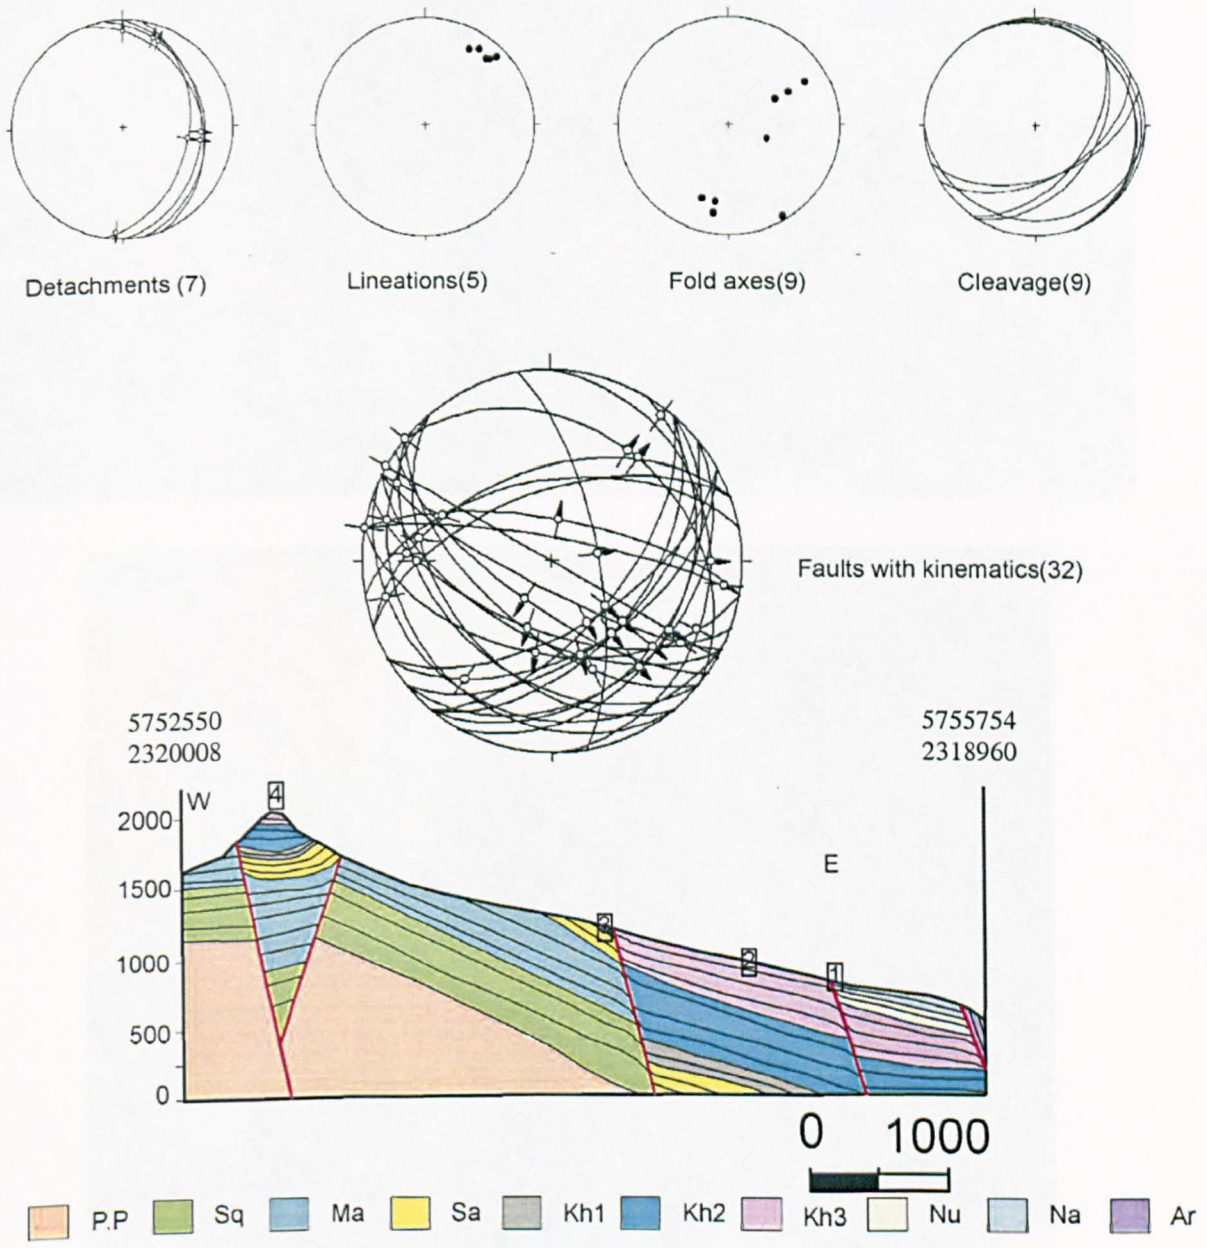 Detachments (7) Lineations(5) Fold axes(9) Cleavage(9)
Faults with kinematics(32)
5752550
2320008
5755754
2318960
W
4
E
2000
1500
1000
500
0
3
2
1
0 1000
P.P Sq Ma Sa Kh1 Kh2 Kh3 Nu Na Ar